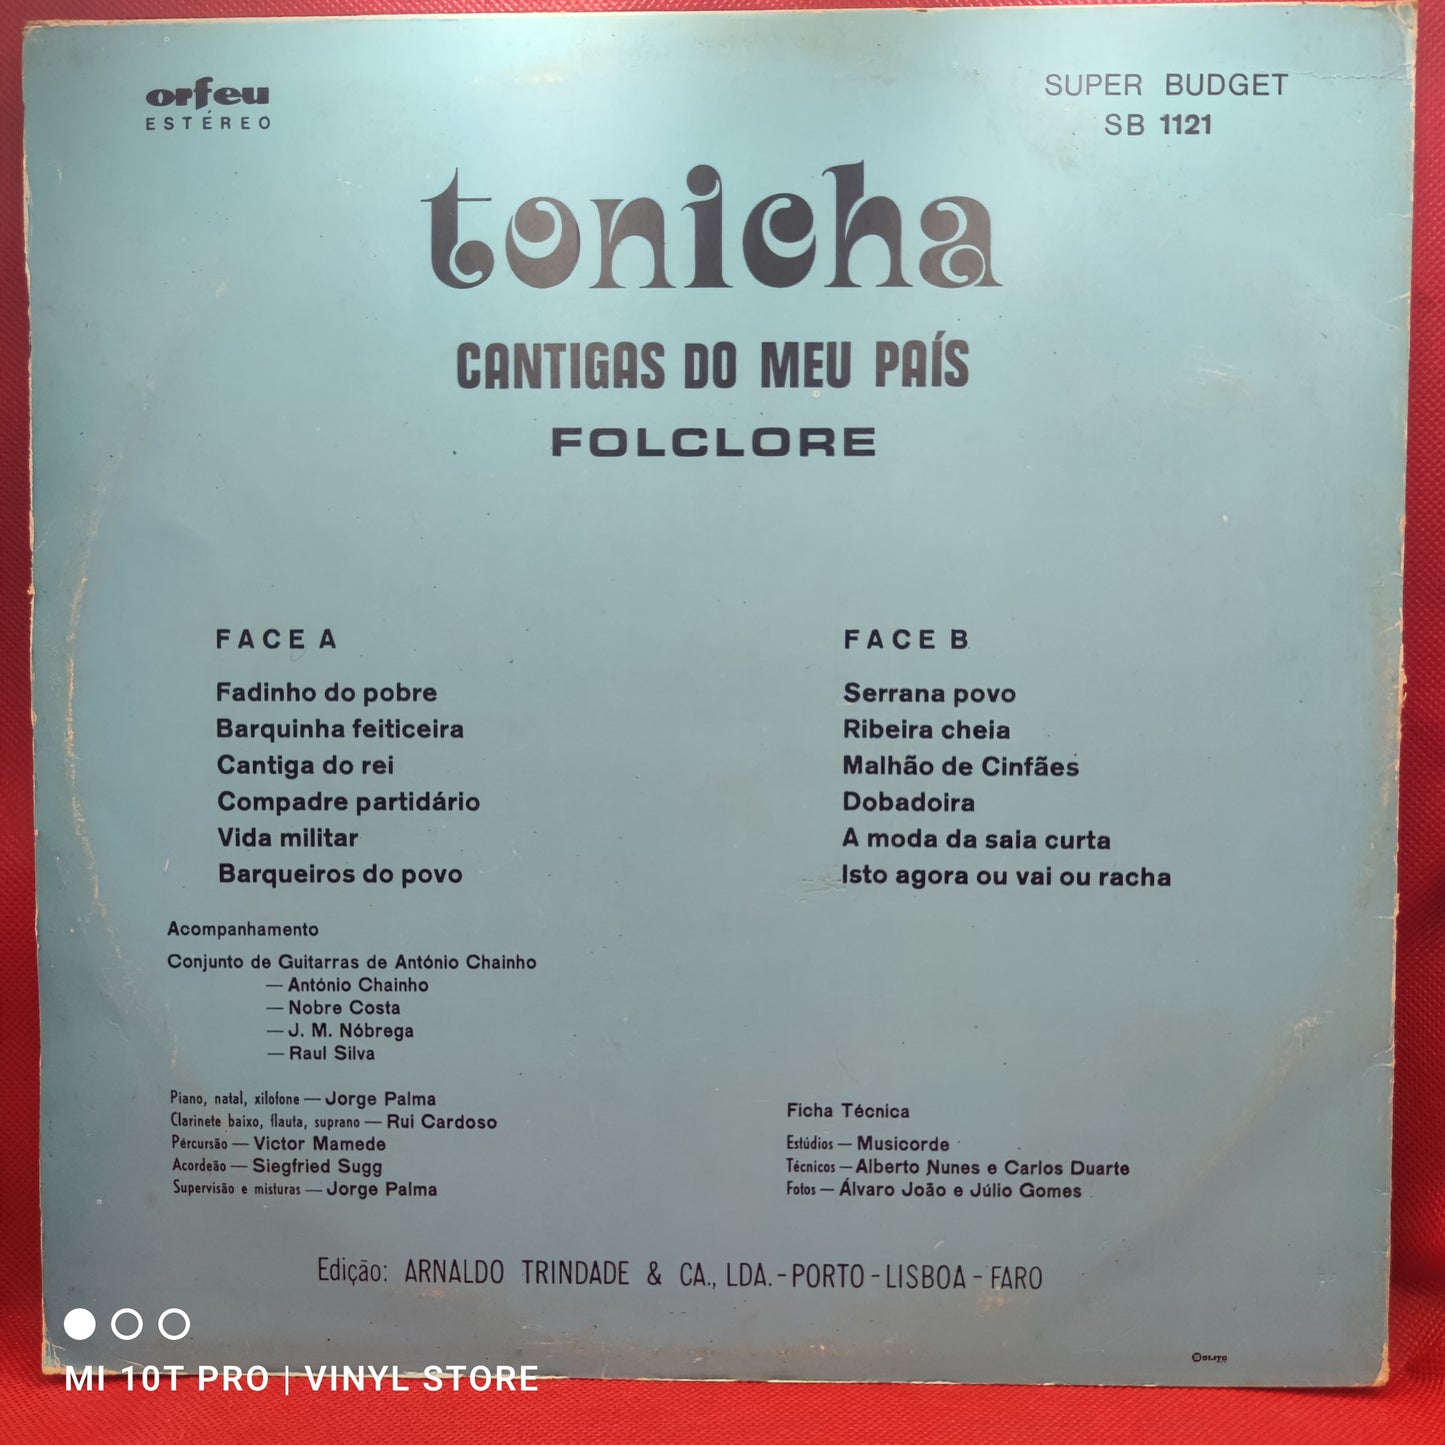 orfeu
ESTÉREO
SUPER BUDGET
SB 1121
tonicha
CANTIGAS DO MEU PAÍS
FOLCLORE
FACE A
Fadinho do pobre
Barquinha feiticeira
Cantiga do rei
Compadre partidário
Vida militar
Barqueiros do povo
FACE B
Serrana povo
Ribeira cheia
Malhão de Cinfães
Dobadoira
A moda da saia curta
Isto agora ou vai ou racha
Acompanhamento
Conjunto de Guitarras de António Chainho
— António Chainho
— Nobre Costa
— J. M. Nóbrega
— Raul Silva
Piano, natal, xilofone — Jorge Palma
Clarinete baixo, flauta, suprano — Rui Cardoso
Pércursão — Victor Mamede
Acordeão — Siegfried Sugg
Supervisão e misturas — Jorge Palma
Ficha Técnica
Estúdios — Musicorde
Técnicos — Alberto Nunes e Carlos Duarte
Fotos — Álvaro João e Júlio Gomes
Edição: ARNALDO TRINDADE & CA., LDA. - PORTO - LISBOA - FARO
MI 10T PRO | VINYL STORE